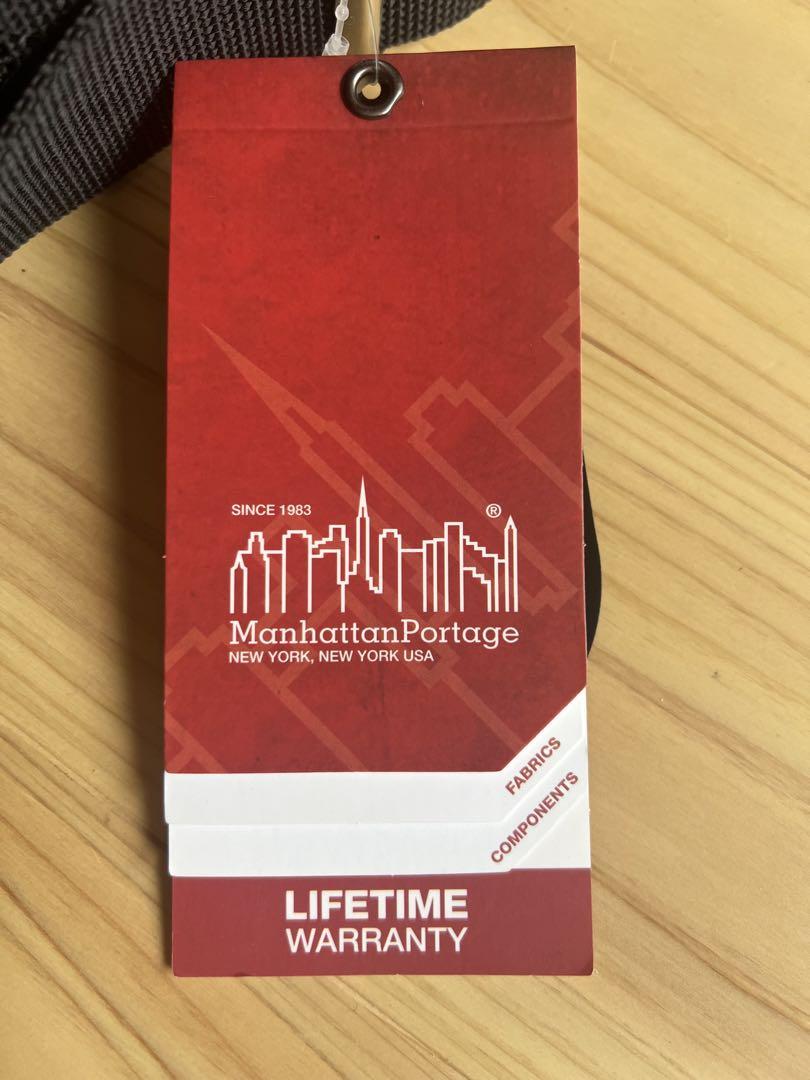 SINCE 1983
®
ManhattanPortage
NEW YORK, NEW YORK USA
FABRICS
COMPONENTS
LIFETIME
WARRANTY